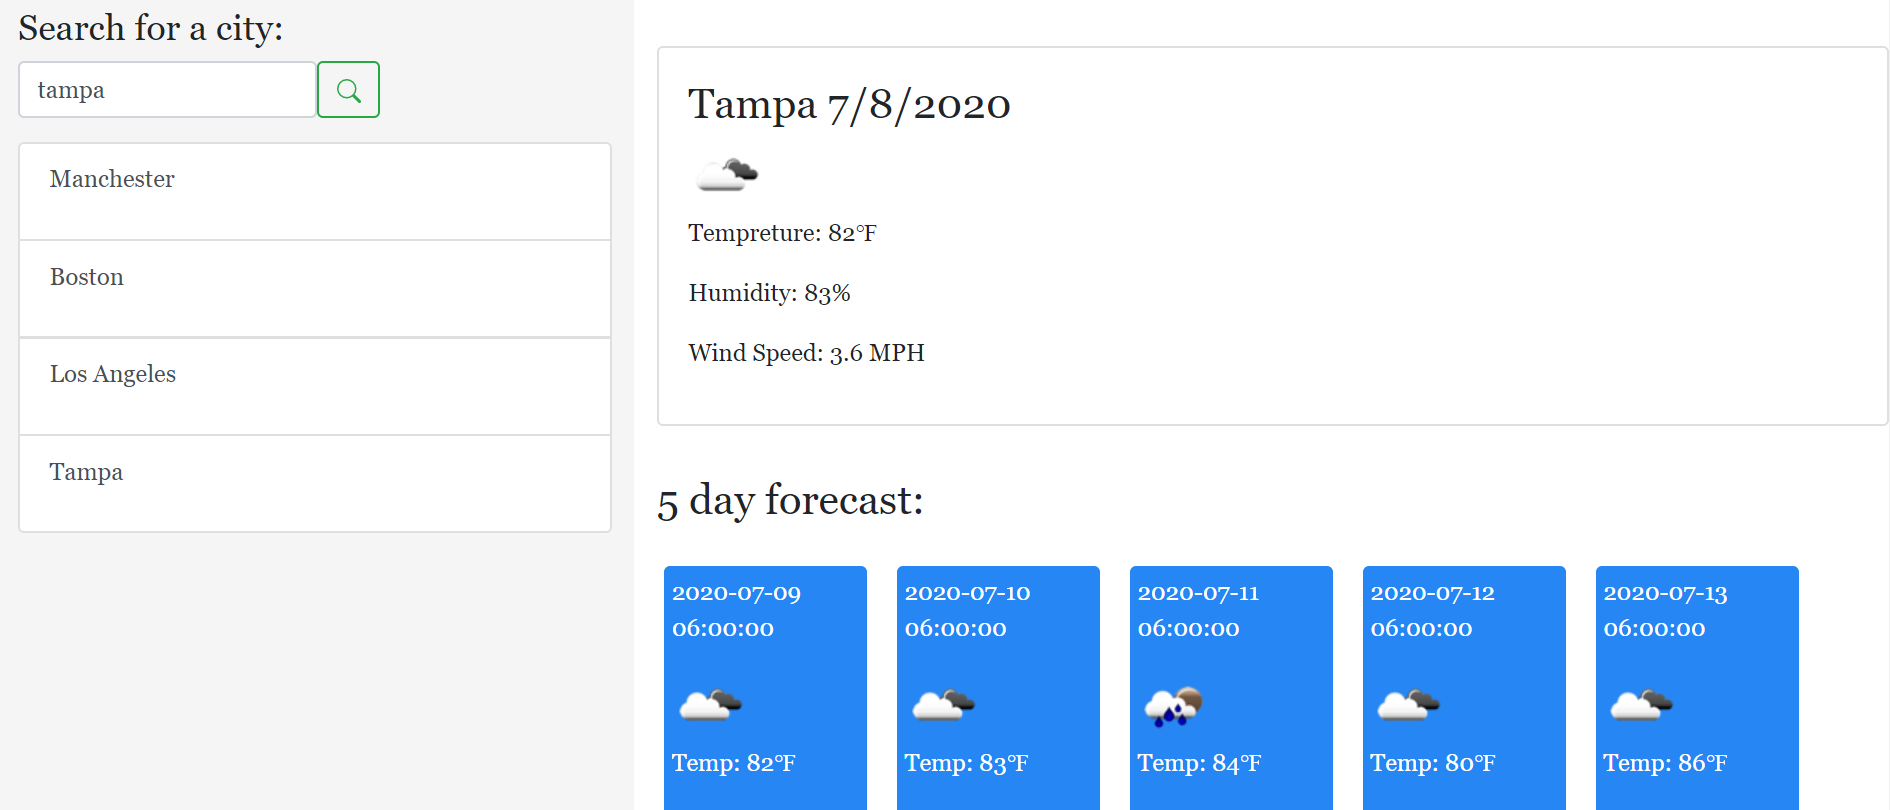 Search for a city:
tampa
Manchester
Boston
Los Angeles
Tampa
Tampa 7/8/2020
Tempreture: 82°F
Humidity: 83%
Wind Speed: 3.6 MPH
5 day forecast:
2020-07-09
06:00:00
Temp: 82°F
2020-07-10
06:00:00
Temp: 83°F
2020-07-11
06:00:00
Temp: 84°F
2020-07-12
06:00:00
Temp: 80°F
2020-07-13
06:00:00
Temp: 86°F